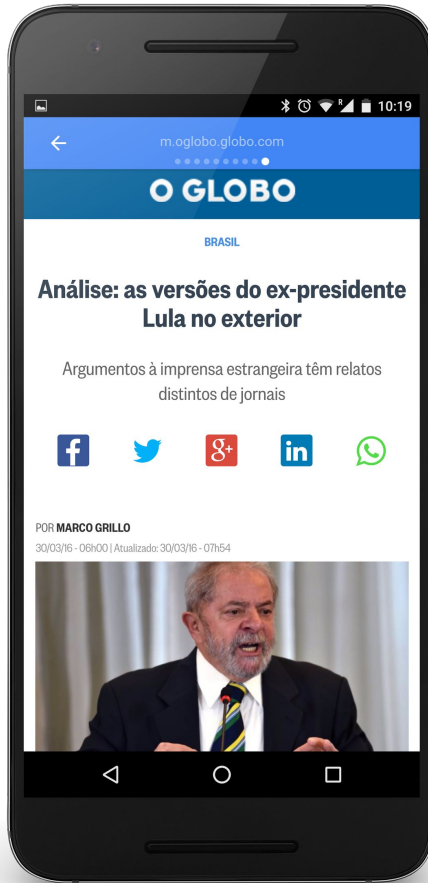 R
10:19
m.oglobo.globo.com
O GLOBO
BRASIL
Análise: as versões do ex-presidente
Lula no exterior
Argumentos à imprensa estrangeira têm relatos
distintos de jornais
f g+ in
POR MARCO GRILLO
30/03/16 - 06h00 | Atualizado: 30/03/16 - 07h54